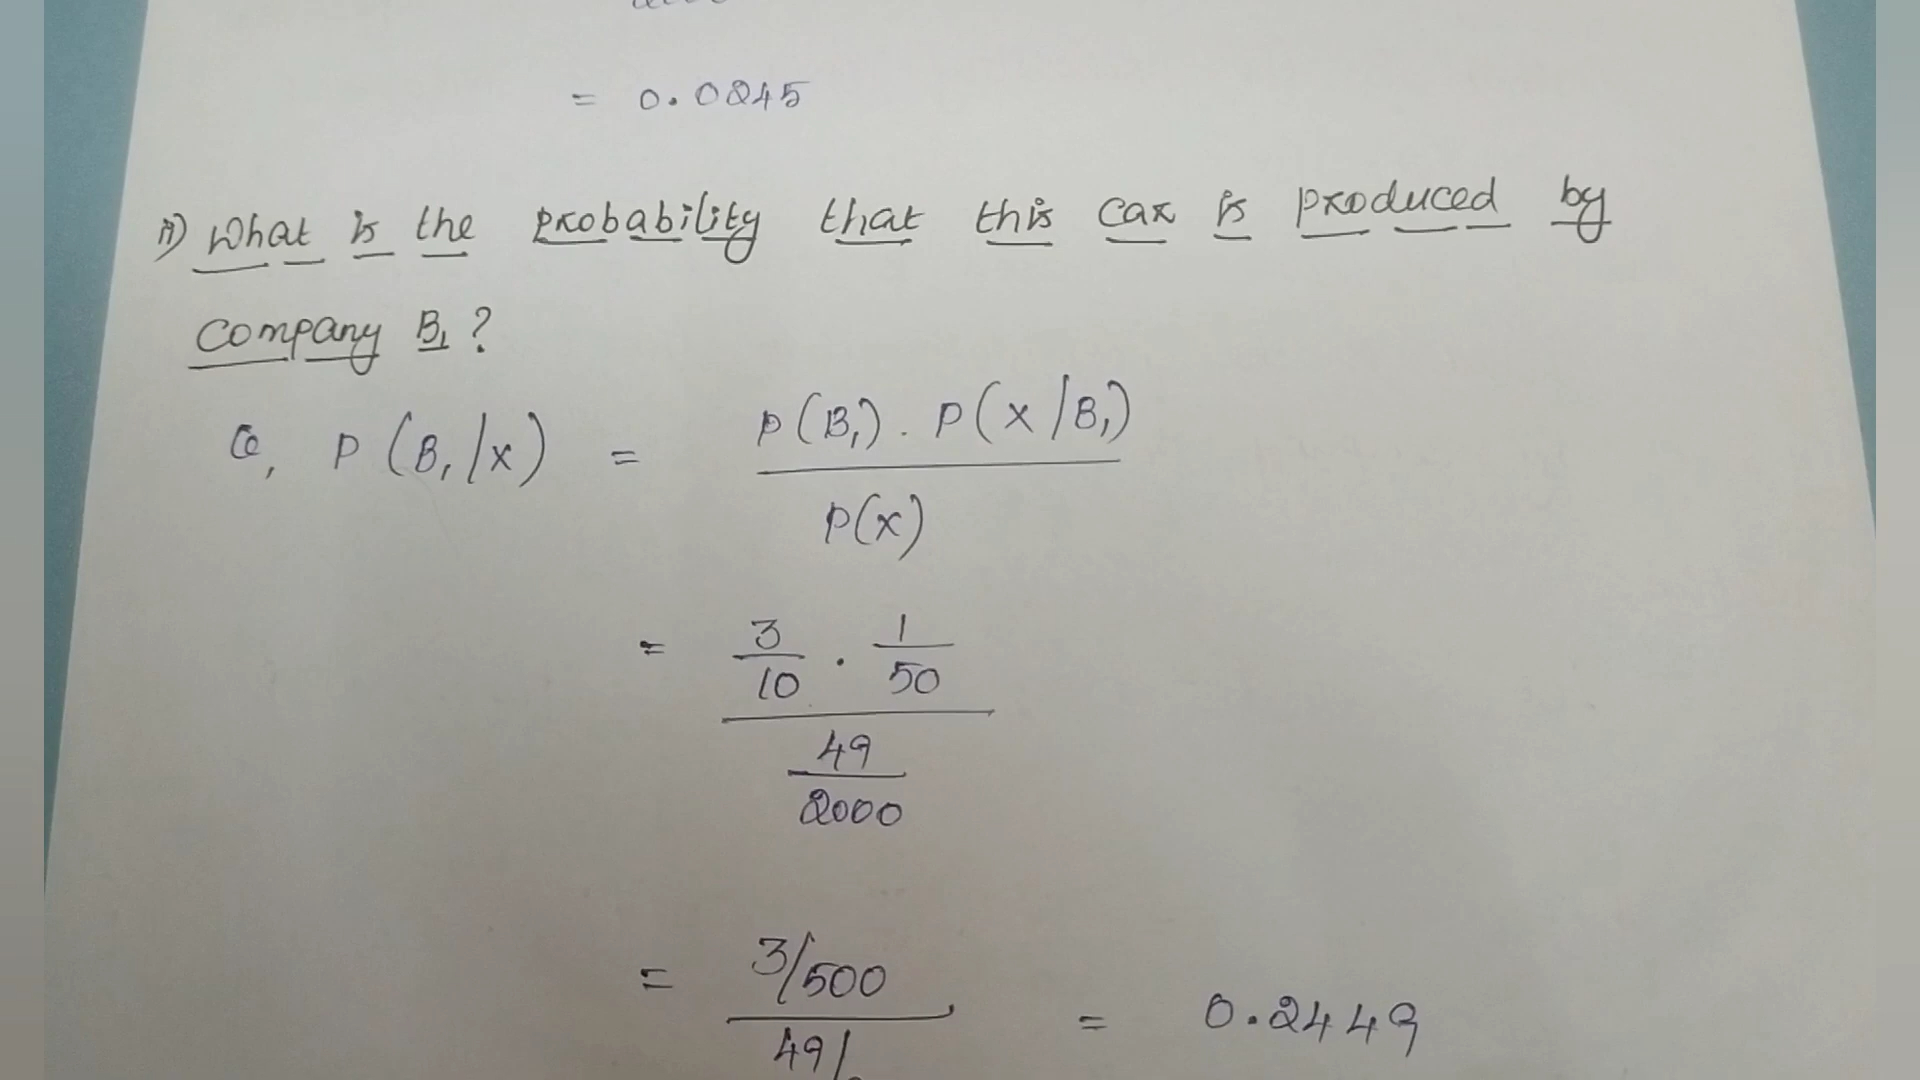 = 0.0245
ii) What is the probability that this car is produced by
company B₁ ?
P (B₁/x) = P(B₁) . P(x/B₁)
P(x)
= 3/10 . 1/50
49/2000
= 3/500 = 0.2449
49/